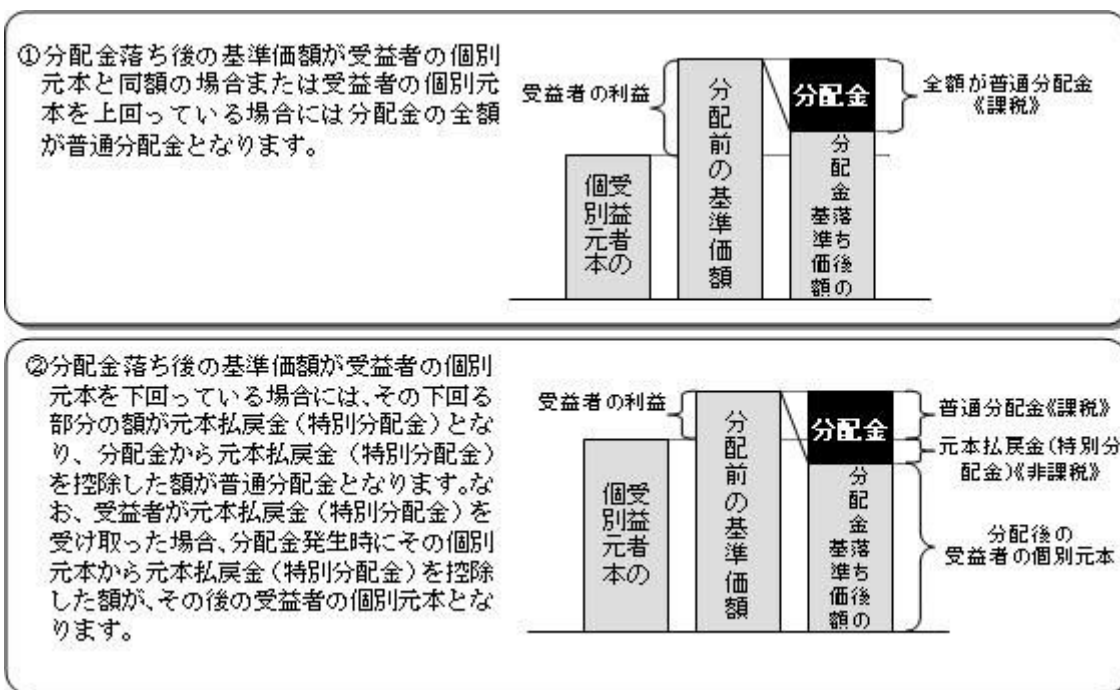 ①分配金落ち後の基準価額が受益者の個別
元本と同額の場合または受益者の個別元
本を上回っている場合には分配金の全額
が普通分配金となります。
受益者の利益
受益者の
個別元本
分配前の基準価額
分配金
分配金落ち後の
基準価額
全額が普通分配金
《課税》
②分配金落ち後の基準価額が受益者の個別
元本を下回っている場合には、その下回る
部分の額が元本払戻金(特別分配金)とな
り、分配金から元本払戻金(特別分配金)
を控除した額が普通分配金となります。な
お、受益者が元本払戻金(特別分配金)を
受け取った場合、分配金発生時にその個別
元本から元本払戻金(特別分配金)を控除
した額が、その後の受益者の個別元本とな
ります。
受益者の利益
受益者の
個別元本
分配前の基準価額
分配金
分配金落ち後の
基準価額
普通分配金《課税》
元本払戻金(特別分
配金)《非課税》
分配後の
受益者の個別元本